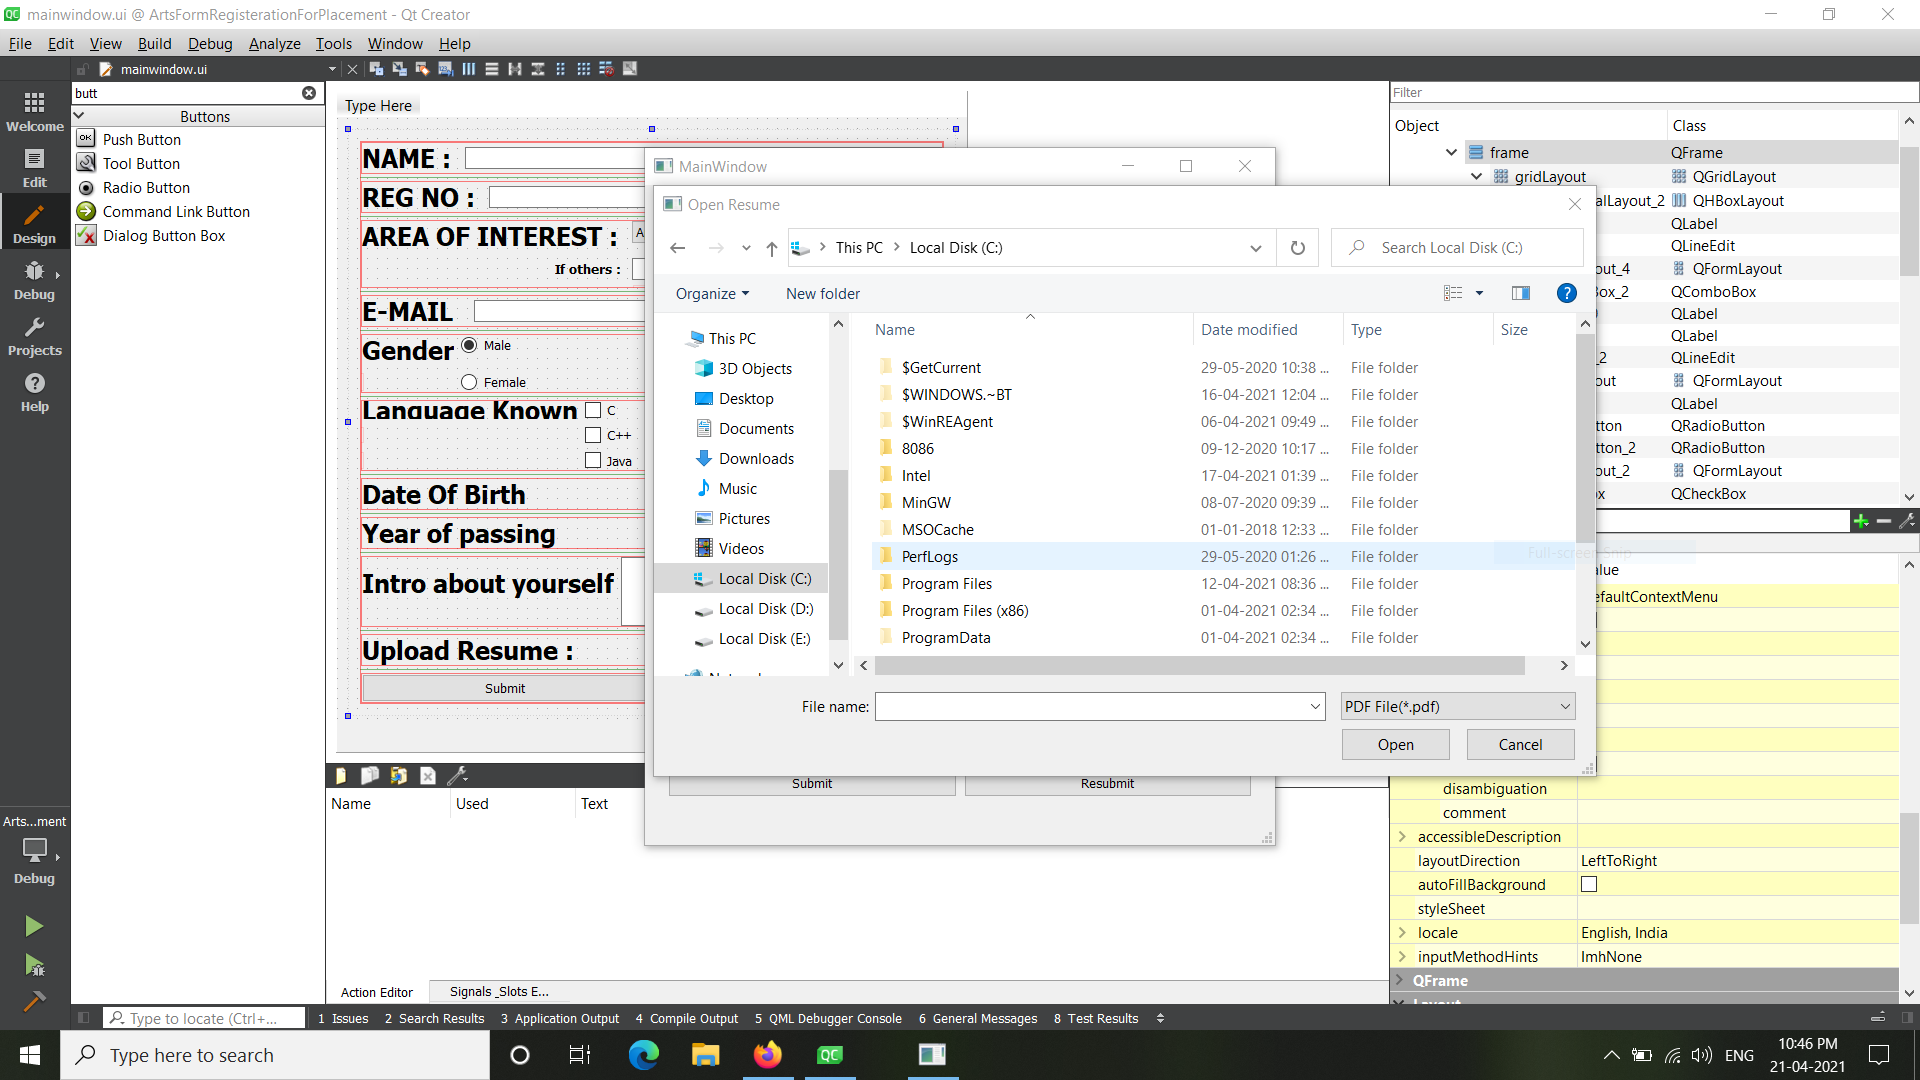 mainwindow.ui @ ArtsFormRegisterationForPlacement - Qt Creator
File Edit View Build Debug Analyze Tools Window Help
mainwindow.ui
butt
Buttons
Push Button
Tool Button
Radio Button
Command Link Button
Dialog Button Box
Welcome
Edit
Design
Debug
Projects
Help
Arts...ment
Debug
Type Here
NAME :
REG NO :
AREA OF INTEREST :
A
If others :
E-MAIL
Gender
Male
Female
Language Known
C
C++
Java
Date Of Birth
Year of passing
Intro about yourself
Upload Resume :
Submit
MainWindow
Open Resume
This PC
Local Disk (C:)
Search Local Disk (C:)
Organize
New folder
This PC
3D Objects
Desktop
Documents
Downloads
Music
Pictures
Videos
Local Disk (C:)
Local Disk (D:)
Local Disk (E:)
Name Date modified Type Size
$GetCurrent 29-05-2020 10:38 ... File folder
$WINDOWS.~BT 16-04-2021 12:04 ... File folder
$WinREAgent 06-04-2021 09:49 ... File folder
8086 09-12-2020 10:17 ... File folder
Intel 17-04-2021 01:39 ... File folder
MinGW 08-07-2020 09:39 ... File folder
MSOCache 01-01-2018 12:33 ... File folder
PerfLogs 29-05-2020 01:26 ... File folder
Program Files 12-04-2021 08:36 ... File folder
Program Files (x86) 01-04-2021 02:34 ... File folder
ProgramData 01-04-2021 02:34 ... File folder
File name:
PDF File(*.pdf)
Open
Cancel
Submit
Resubmit
Name Used Text
Action Editor
Signals _Slots E...
Filter
Object Class
frame QFrame
gridLayout QGridLayout
alLayout_2 QHBoxLayout
QLabel
QLineEdit
out_4 QFormLayout
Box_2 QComboBox
QLabel
QLabel
_2 QLineEdit
out QFormLayout
QLabel
tton QRadioButton
tton_2 QRadioButton
out_2 QFormLayout
ox QCheckBox
Full-screen Snip
alue
efaultContextMenu
disambiguation
comment
accessibleDescription
layoutDirection LeftToRight
autoFillBackground
styleSheet
locale English, India
inputMethodHints ImhNone
QFrame
Type to locate (Ctrl+...
1 Issues 2 Search Results 3 Application Output 4 Compile Output 5 QML Debugger Console 6 General Messages 8 Test Results
Type here to search
ENG
10:46 PM
21-04-2021